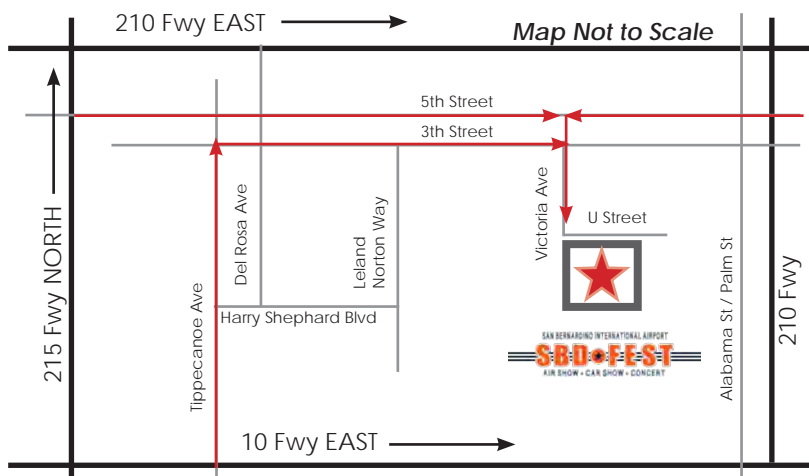 210 Fwy EAST
Map Not to Scale
5th Street
3th Street
215 Fwy NORTH
Tippecanoe Ave
Del Rosa Ave
Leland
Norton Way
Victoria Ave
U Street
Alabama St / Palm St
210 Fwy
Harry Shephard Blvd
SAN BERNARDINO INTERNATIONAL AIRPORT
SBD FEST
AIR SHOW • CAR SHOW • CONCERT
10 Fwy EAST